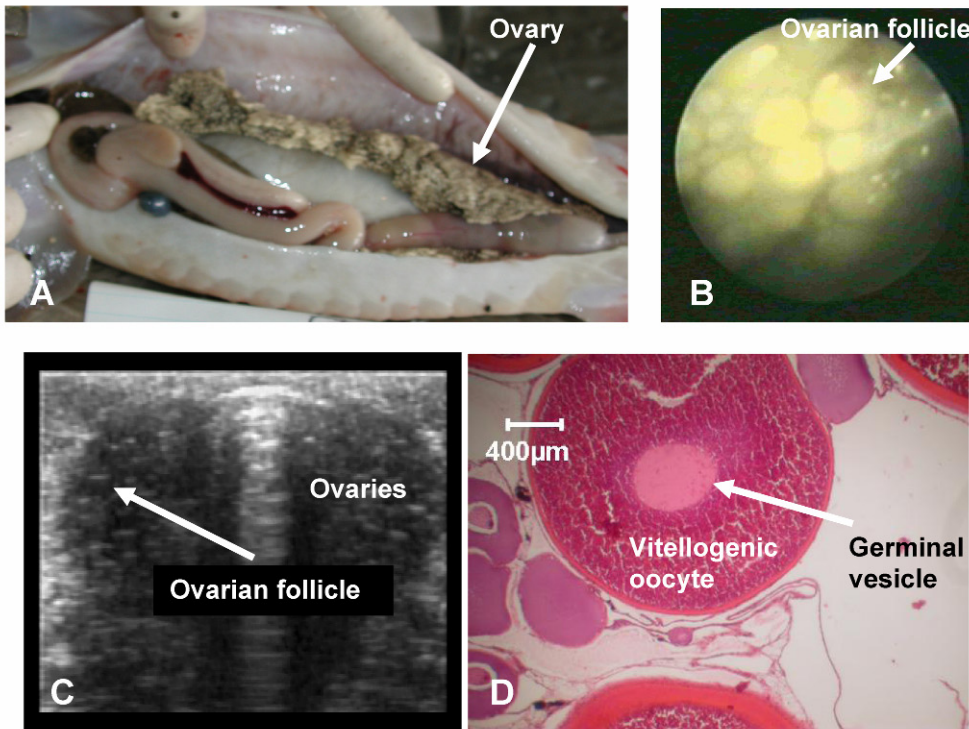 Ovary
A
Ovarian follicle
B
Ovaries
Ovarian follicle
C
400µm
Vitellogenic
oocyte
Germinal
vesicle
D